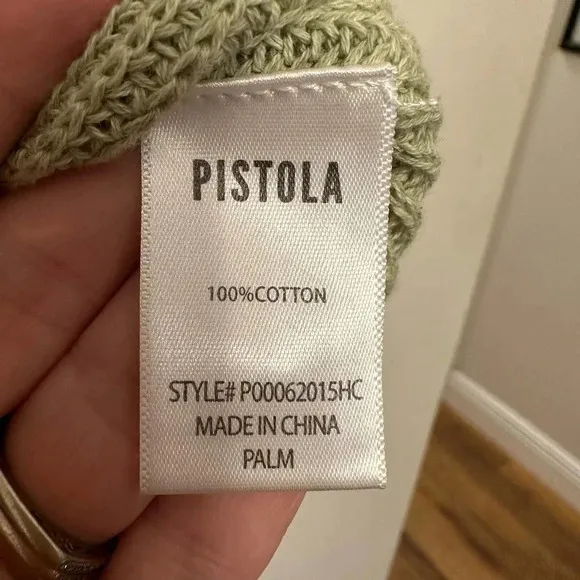 PISTOLA
100%COTTON
STYLE# P00062015HC
MADE IN CHINA
PALM